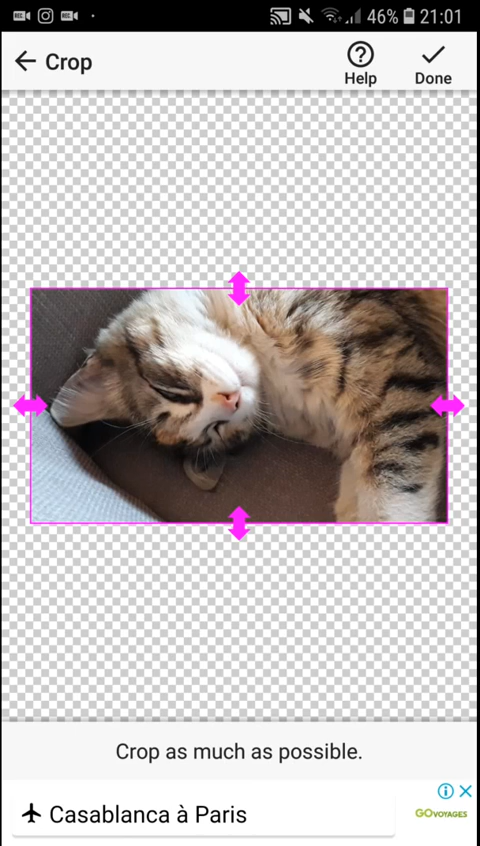 46% 21:01
Crop
Help
Done
Crop as much as possible.
Casablanca à Paris
GOVOYAGES